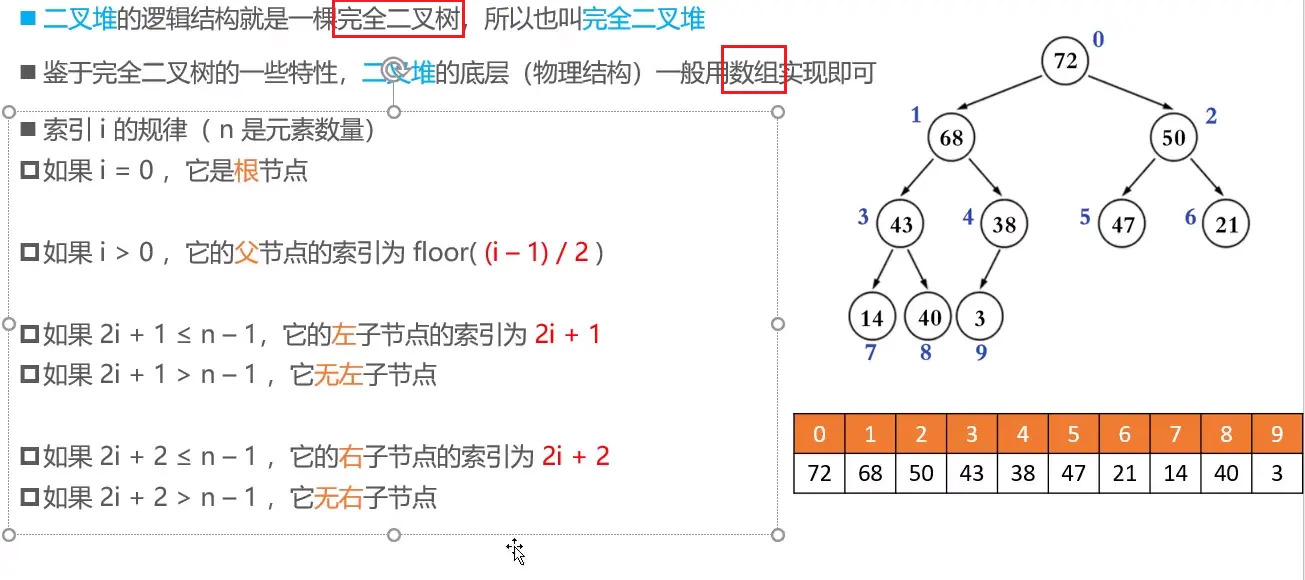 ■ 二叉堆的逻辑结构就是一棵完全二叉树，所以也叫完全二叉堆
■ 鉴于完全二叉树的一些特性，二叉堆的底层（物理结构）一般用数组实现即可
■ 索引 i 的规律（ n 是元素数量）
如果 i = 0 ，它是根节点
如果 i > 0 ，它的父节点的索引为 floor( (i – 1) / 2 )
如果 2i + 1 ≤ n – 1，它的左子节点的索引为 2i + 1
如果 2i + 1 > n – 1 ，它无左子节点
如果 2i + 2 ≤ n – 1 ，它的右子节点的索引为 2i + 2
如果 2i + 2 > n – 1 ，它无右子节点
0
72
1 2
68 50
3 4 5 6
43 38 47 21
14 40 3
7 8 9
0 1 2 3 4 5 6 7 8 9
72 68 50 43 38 47 21 14 40 3